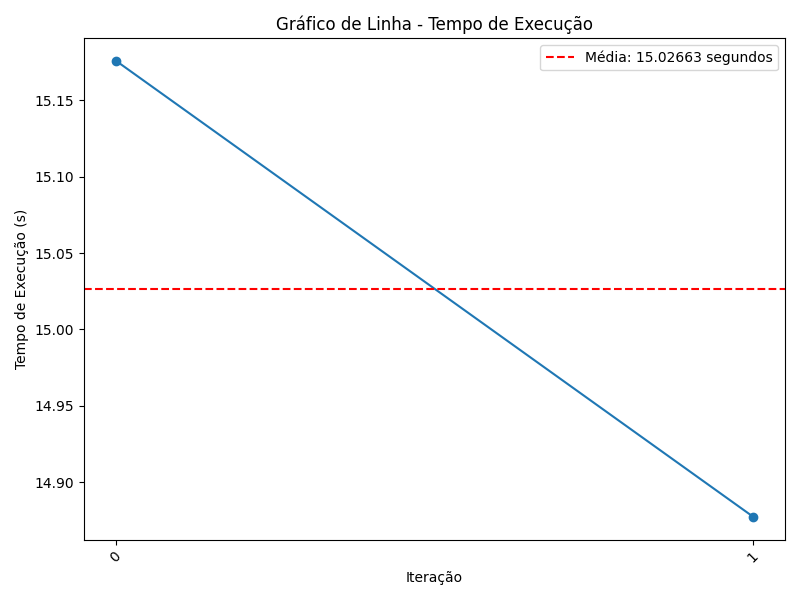 Gráfico de Linha - Tempo de Execução
Média: 15.02663 segundos
15.15
15.10
15.05
15.00
14.95
14.90
Tempo de Execução (s)
0
1
Iteração